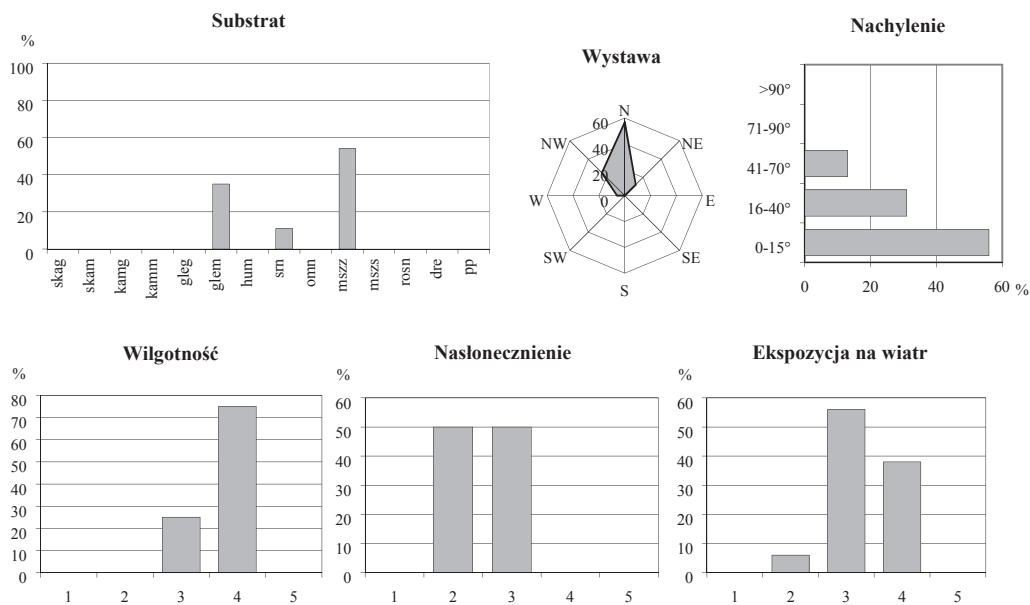 Substrat
%
100
80
60
40
20
0
skag
skam
kamg
kamm
gleg
glem
hum
sm
omn
mszz
mszs
rosn
dre
pp
Wystawa
N
NE
E
SE
S
SW
W
NW
60
40
20
0
Nachylenie
>90°
71-90°
41-70°
16-40°
0-15°
0 20 40 60 %
Wilgotność
%
80
70
60
50
40
30
20
10
0
1 2 3 4 5
Nasłonecznienie
%
60
50
40
30
20
10
0
1 2 3 4 5
Ekspozycja na wiatr
%
60
50
40
30
20
10
0
1 2 3 4 5